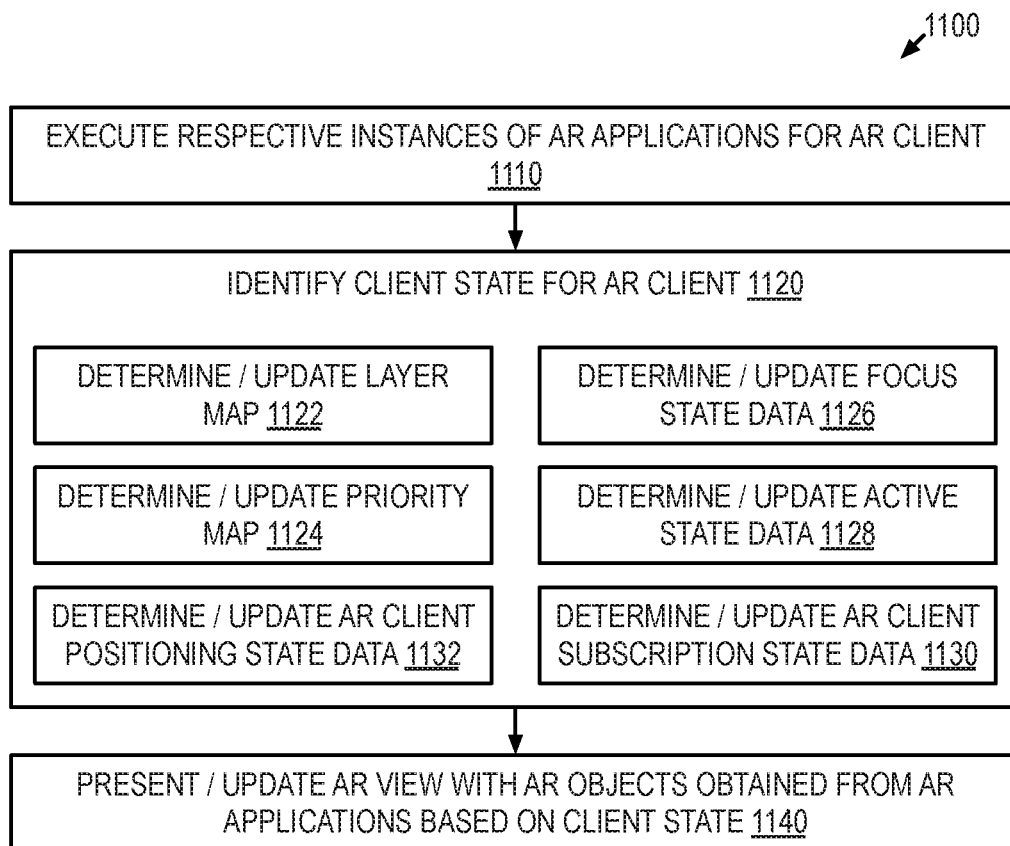 1100
EXECUTE RESPECTIVE INSTANCES OF AR APPLICATIONS FOR AR CLIENT
1110
IDENTIFY CLIENT STATE FOR AR CLIENT 1120
DETERMINE / UPDATE LAYER
MAP 1122
DETERMINE / UPDATE FOCUS
STATE DATA 1126
DETERMINE / UPDATE PRIORITY
MAP 1124
DETERMINE / UPDATE ACTIVE
STATE DATA 1128
DETERMINE / UPDATE AR CLIENT
POSITIONING STATE DATA 1132
DETERMINE / UPDATE AR CLIENT
SUBSCRIPTION STATE DATA 1130
PRESENT / UPDATE AR VIEW WITH AR OBJECTS OBTAINED FROM AR
APPLICATIONS BASED ON CLIENT STATE 1140